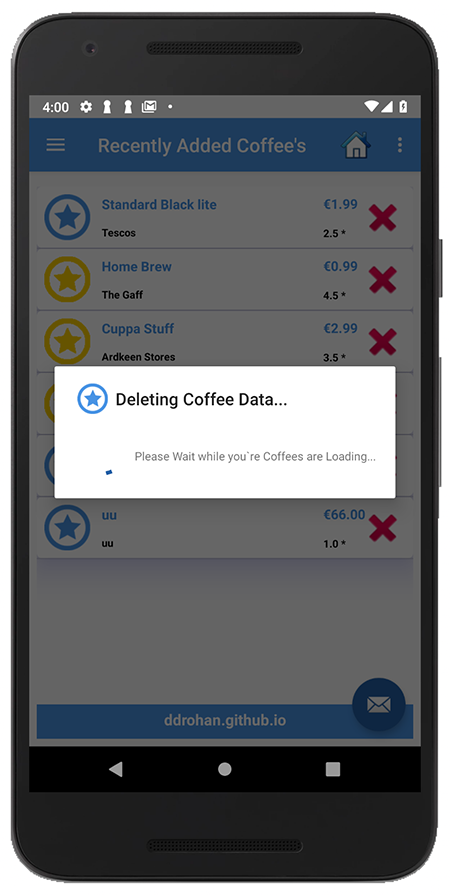 4:00
Recently Added Coffee's
Standard Black lite €1.99
Tescos 2.5 *
Home Brew €0.99
The Gaff 4.5 *
Cuppa Stuff €2.99
Ardkeen Stores 3.5 *
Deleting Coffee Data...
Please Wait while you`re Coffees are Loading...
uu €66.00
uu 1.0 *
ddrohan.github.io